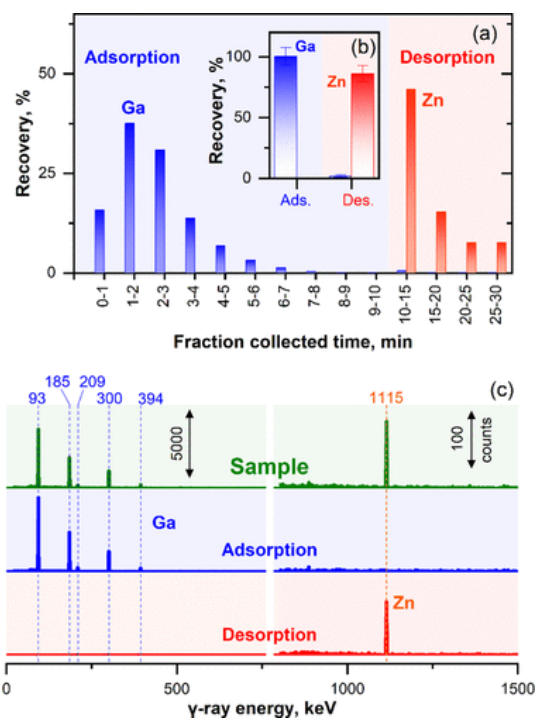 Adsorption
(a)
Desorption
Ga
Zn
Recovery, %
50
25
0
(b)
Ga
Zn
Recovery, %
100
50
0
Ads.
Des.
0-1
1-2
2-3
3-4
4-5
5-6
6-7
7-8
8-9
9-10
10-15
15-20
20-25
25-30
Fraction collected time, min
(c)
93
185
209
300
394
1115
5000
100
counts
Sample
Ga
Adsorption
Zn
Desorption
0
500
1000
1500
γ-ray energy, keV